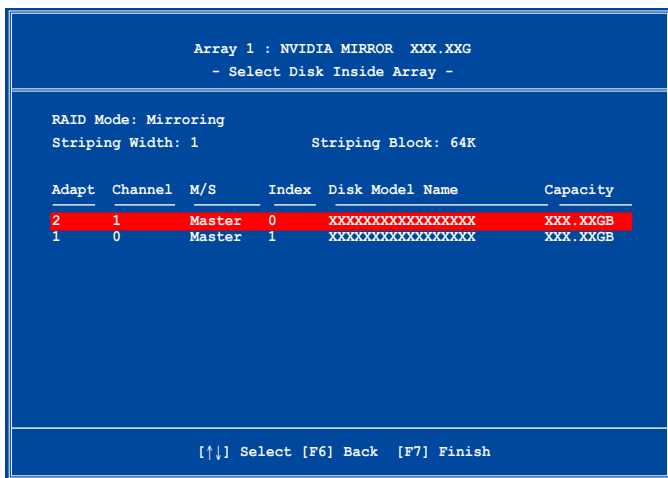 Array 1 : NVIDIA MIRROR XXX.XXG
- Select Disk Inside Array -
RAID Mode: Mirroring
Striping Width: 1 Striping Block: 64K
Adapt Channel M/S Index Disk Model Name Capacity
2 1 Master 0 XXXXXXXXXXXXXXXXX XXX.XXGB
1 0 Master 1 XXXXXXXXXXXXXXXXX XXX.XXGB
[↑↓] Select [F6] Back [F7] Finish